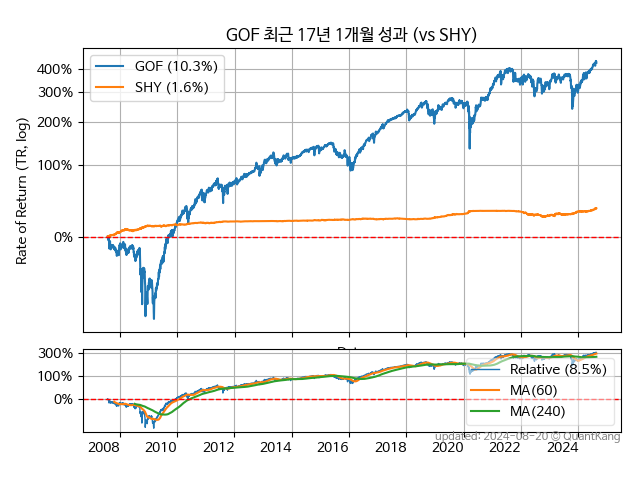 GOF 최근 17년 1개월 성과 (vs SHY)
GOF (10.3%)
SHY (1.6%)
400%
300%
200%
100%
0%
Rate of Return (TR, log)
300%
100%
0%
Relative (8.5%)
MA(60)
MA(240)
2008 2010 2012 2014 2016 2018 2020 2022 2024
updated: 2024-08-20 © QuantKang